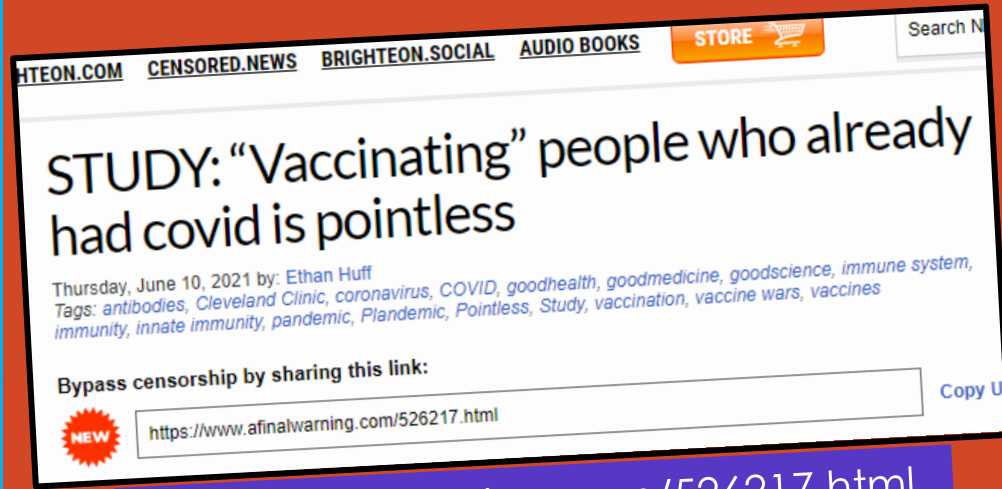 HTEON.COM CENSORED.NEWS BRIGHTEON.SOCIAL AUDIO BOOKS STORE Search N
STUDY: “Vaccinating” people who already
had covid is pointless
Thursday, June 10, 2021 by: Ethan Huff
Tags: antibodies, Cleveland Clinic, coronavirus, COVID, goodhealth, goodmedicine, goodscience, immune system,
immunity, innate immunity, pandemic, Plandemic, Pointless, Study, vaccination, vaccine wars, vaccines
Bypass censorship by sharing this link:
NEW https://www.afinalwarning.com/526217.html Copy U
/526217.html